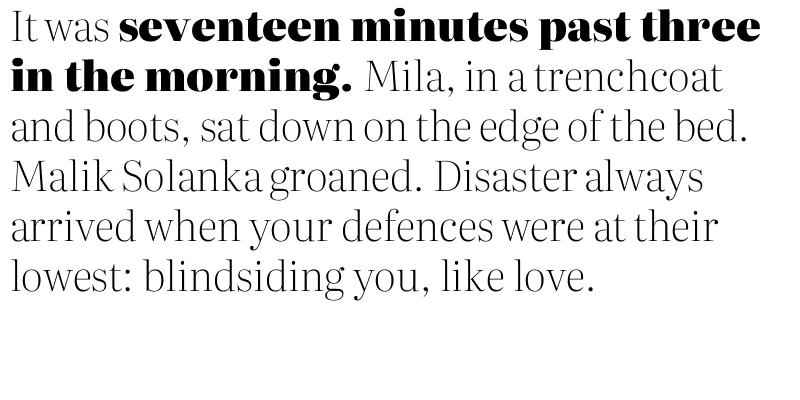 It was seventeen minutes past three
in the morning. Mila, in a trenchcoat
and boots, sat down on the edge of the bed.
Malik Solanka groaned. Disaster always
arrived when your defences were at their
lowest: blindsiding you, like love.